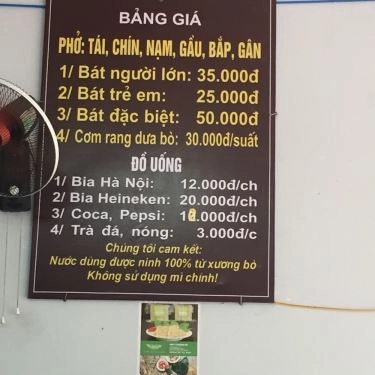 BẢNG GIÁ
PHỞ: TÁI, CHÍN, NẠM, GẦU, BẮP, GÂN
1/ Bát người lớn: 35.000đ
2/ Bát trẻ em: 25.000đ
3/ Bát đặc biệt: 50.000đ
4/ Cơm rang dưa bò: 30.000đ/suất
ĐỒ UỐNG
1/ Bia Hà Nội: 12.000đ/ch
2/ Bia Heineken: 20.000đ/ch
3/ Coca, Pepsi: 10.000đ/ch
4/ Trà đá, nóng: 3.000đ/c
Chúng tôi cam kết:
Nước dùng được ninh 100% từ xương bò
Không sử dụng mì chính!